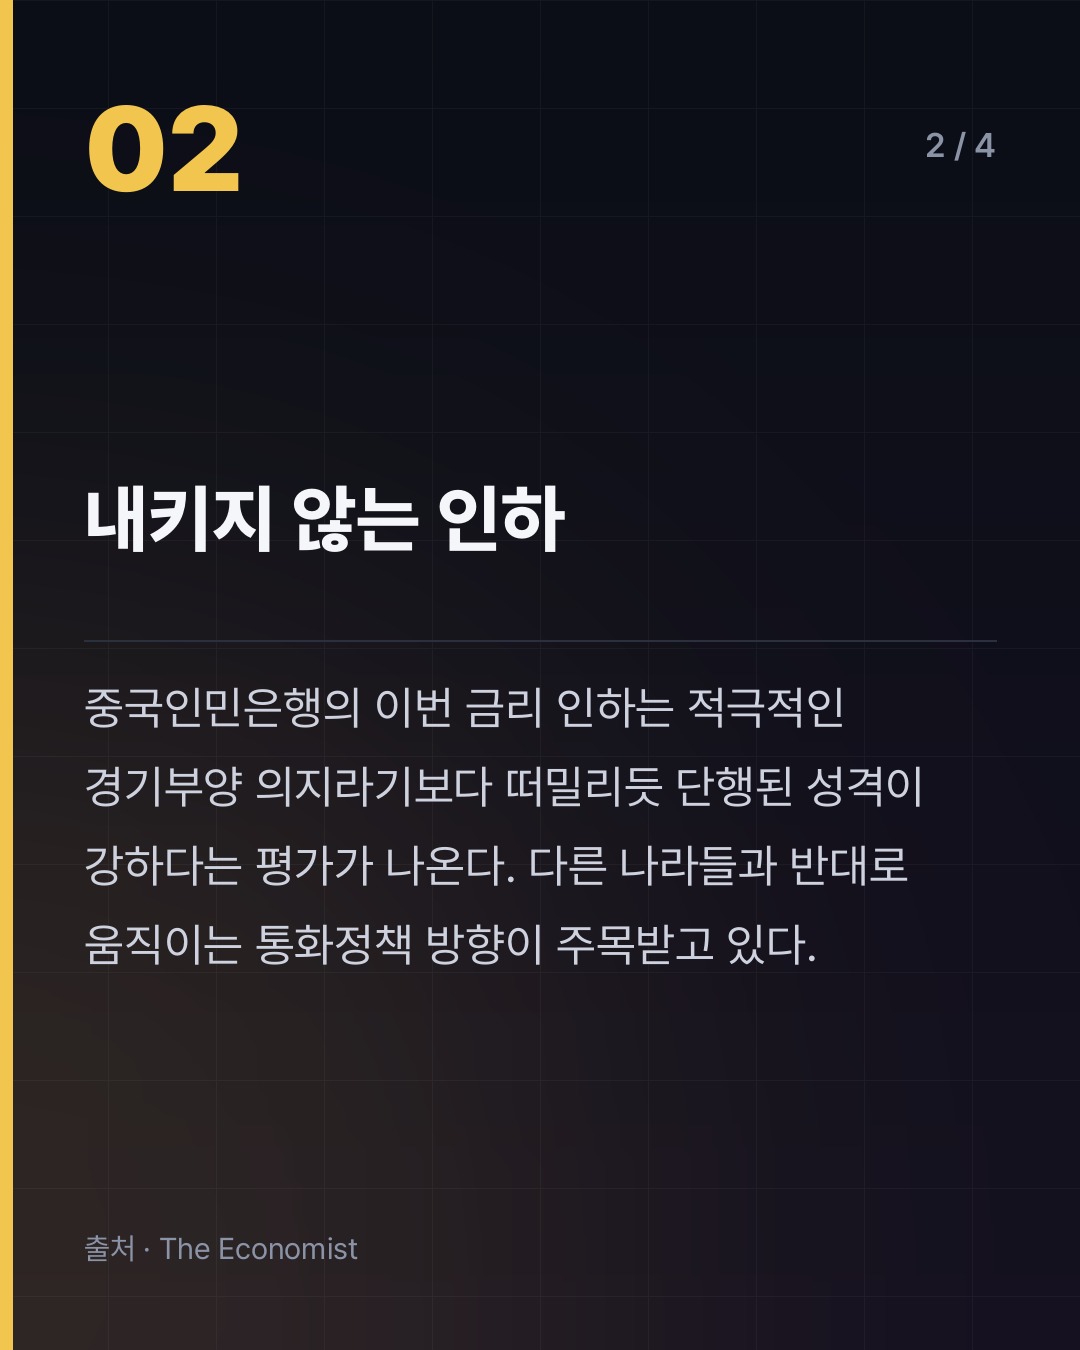 02
2 / 4
내키지 않는 인하
중국인민은행의 이번 금리 인하는 적극적인
경기부양 의지라기보다 떠밀리듯 단행된 성격이
강하다는 평가가 나온다. 다른 나라들과 반대로
움직이는 통화정책 방향이 주목받고 있다.
출처 · The Economist